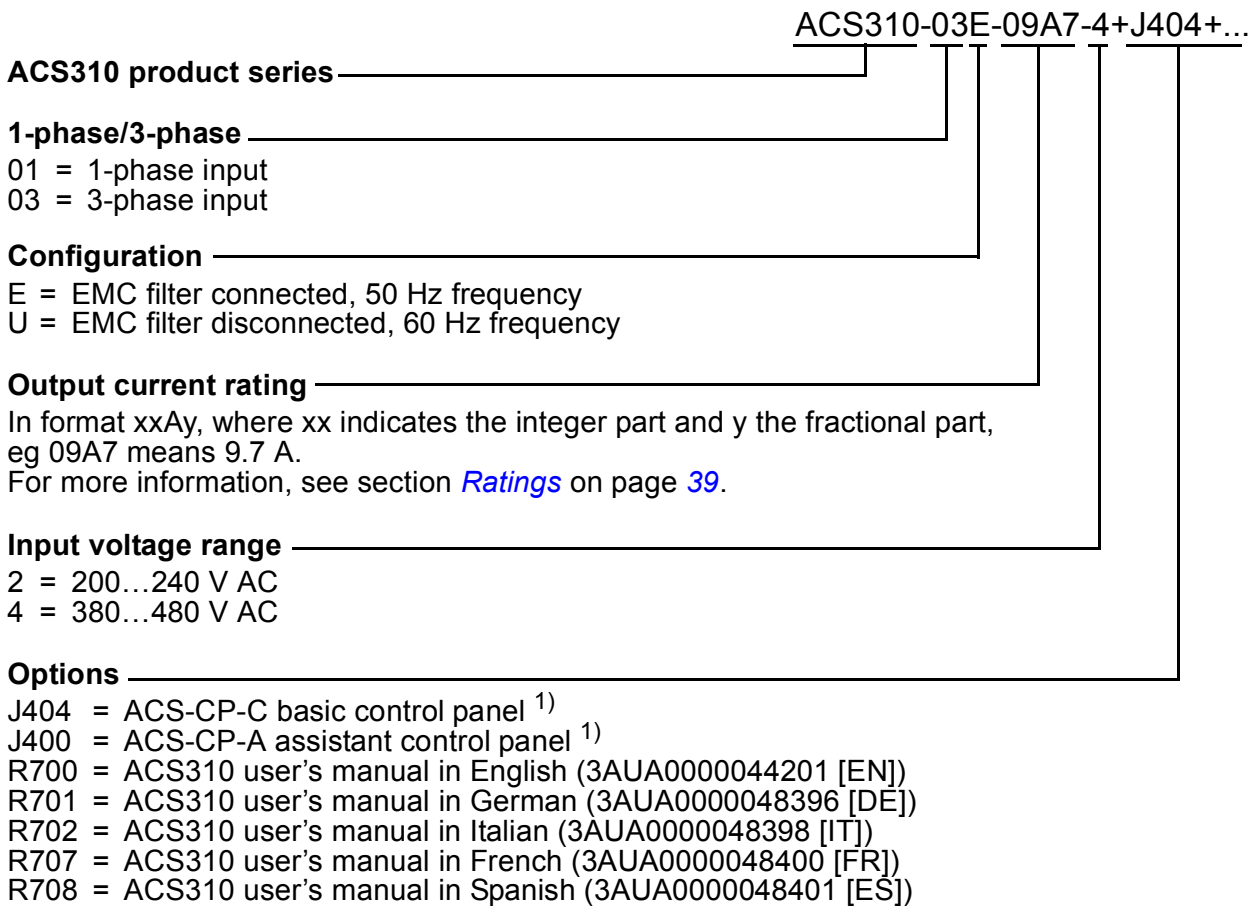 ACS310-03E-09A7-4+J404+...
ACS310 product series
1-phase/3-phase
01 = 1-phase input
03 = 3-phase input
Configuration
E = EMC filter connected, 50 Hz frequency
U = EMC filter disconnected, 60 Hz frequency
Output current rating
In format xxAy, where xx indicates the integer part and y the fractional part,
eg 09A7 means 9.7 A.
For more information, see section Ratings on page 39.
Input voltage range
2 = 200…240 V AC
4 = 380…480 V AC
Options
J404 = ACS-CP-C basic control panel 1)
J400 = ACS-CP-A assistant control panel 1)
R700 = ACS310 user’s manual in English (3AUA0000044201 [EN])
R701 = ACS310 user’s manual in German (3AUA0000048396 [DE])
R702 = ACS310 user’s manual in Italian (3AUA0000048398 [IT])
R707 = ACS310 user’s manual in French (3AUA0000048400 [FR])
R708 = ACS310 user’s manual in Spanish (3AUA0000048401 [ES])